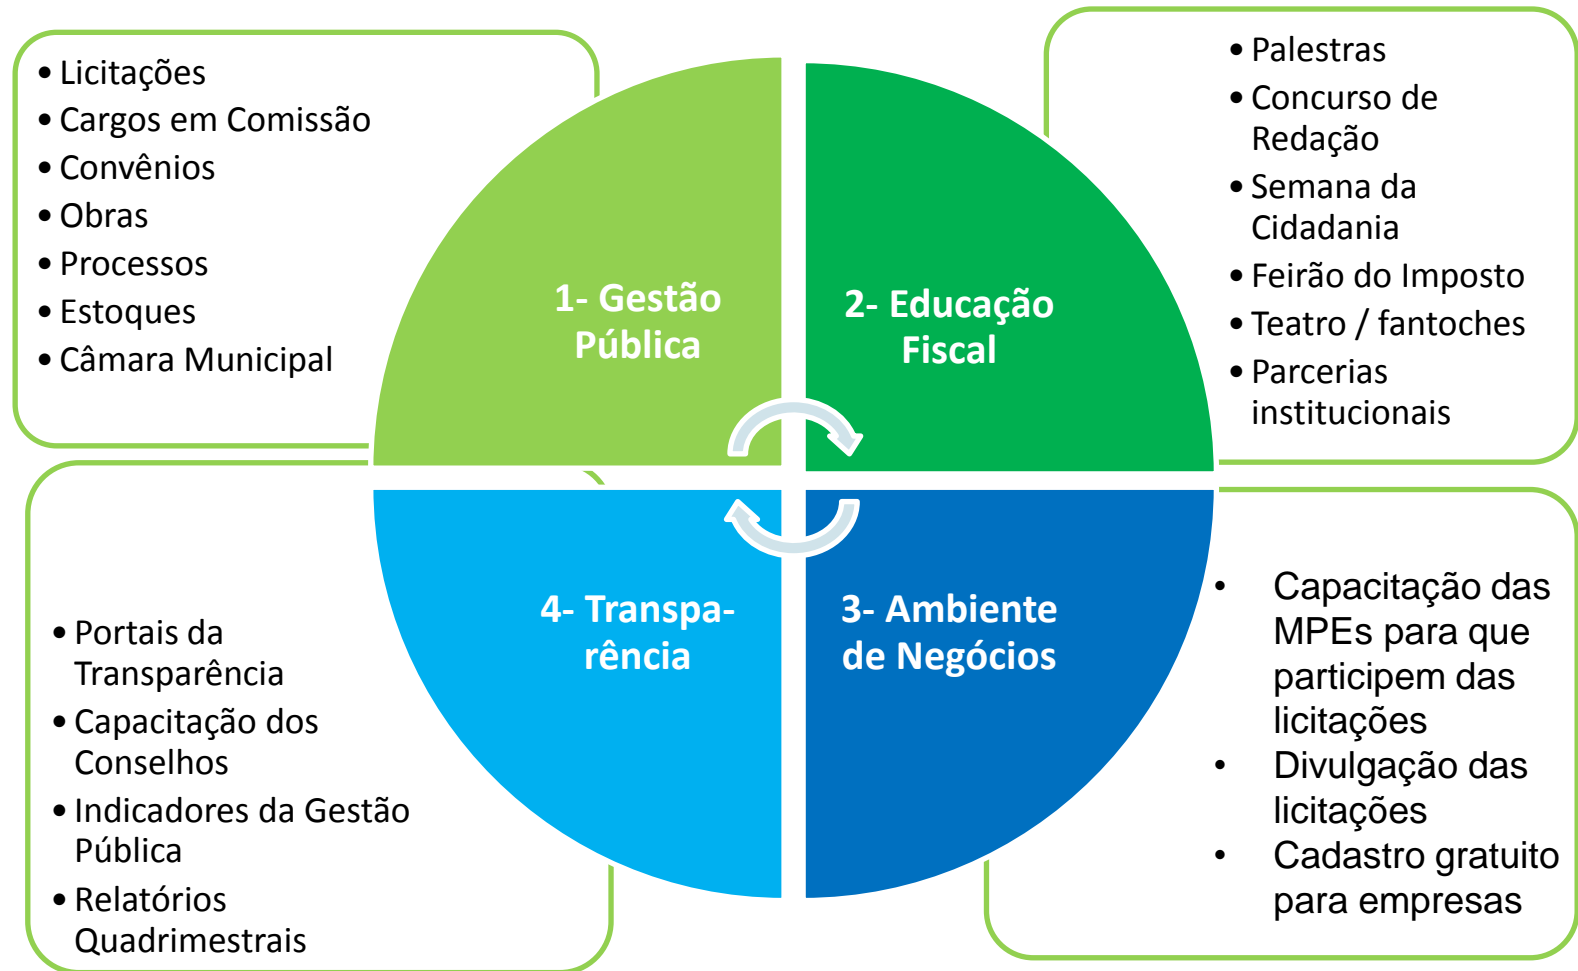 • Licitações
• Cargos em Comissão
• Convênios
• Obras
• Processos
• Estoques
• Câmara Municipal
1- Gestão
Pública
2- Educação
Fiscal
• Palestras
• Concurso de
Redação
• Semana da
Cidadania
• Feirão do Imposto
• Teatro / fantoches
• Parcerias
institucionais
4- Transpa-
rência
3- Ambiente
de Negócios
• Portais da
Transparência
• Capacitação dos
Conselhos
• Indicadores da Gestão
Pública
• Relatórios
Quadrimestrais
• Capacitação das
MPEs para que
participem das
licitações
• Divulgação das
licitações
• Cadastro gratuito
para empresas